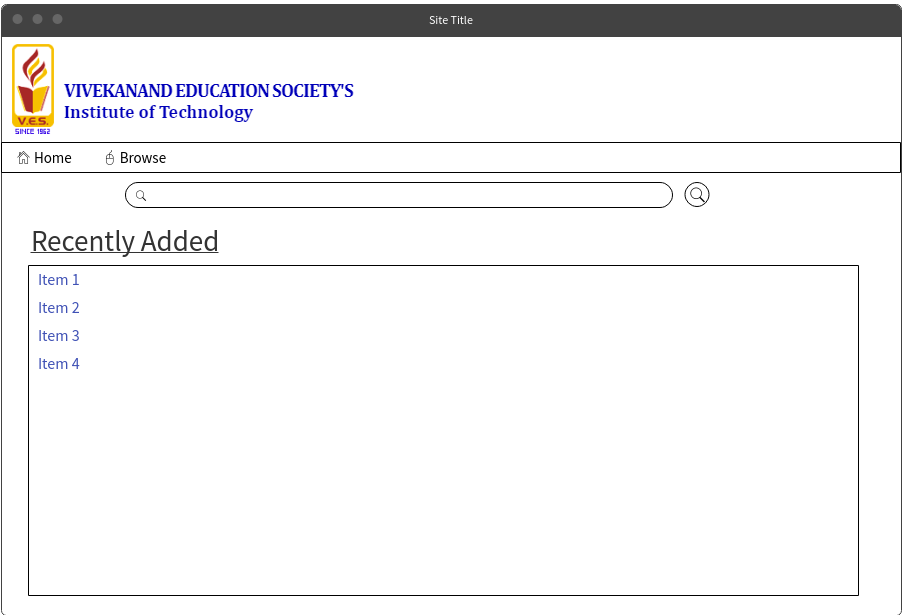 Site Title
V.E.S.
SINCE 1962
VIVEKANAND EDUCATION SOCIETY'S
Institute of Technology
Home
Browse
Recently Added
Item 1
Item 2
Item 3
Item 4